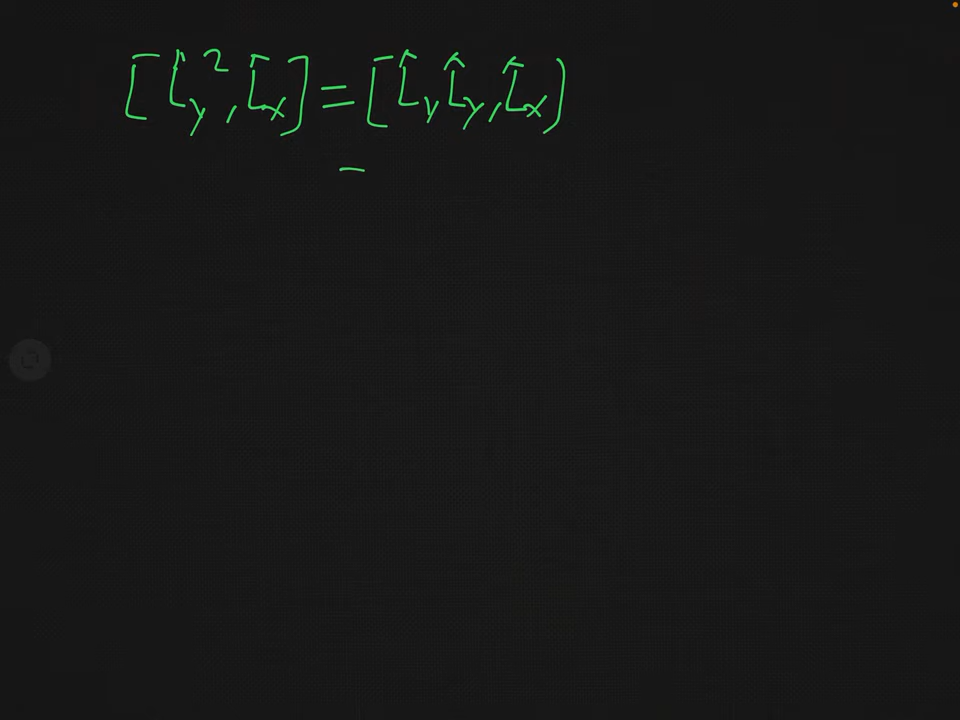 [L̂y², L̂x] = [L̂y L̂y, L̂x]
=